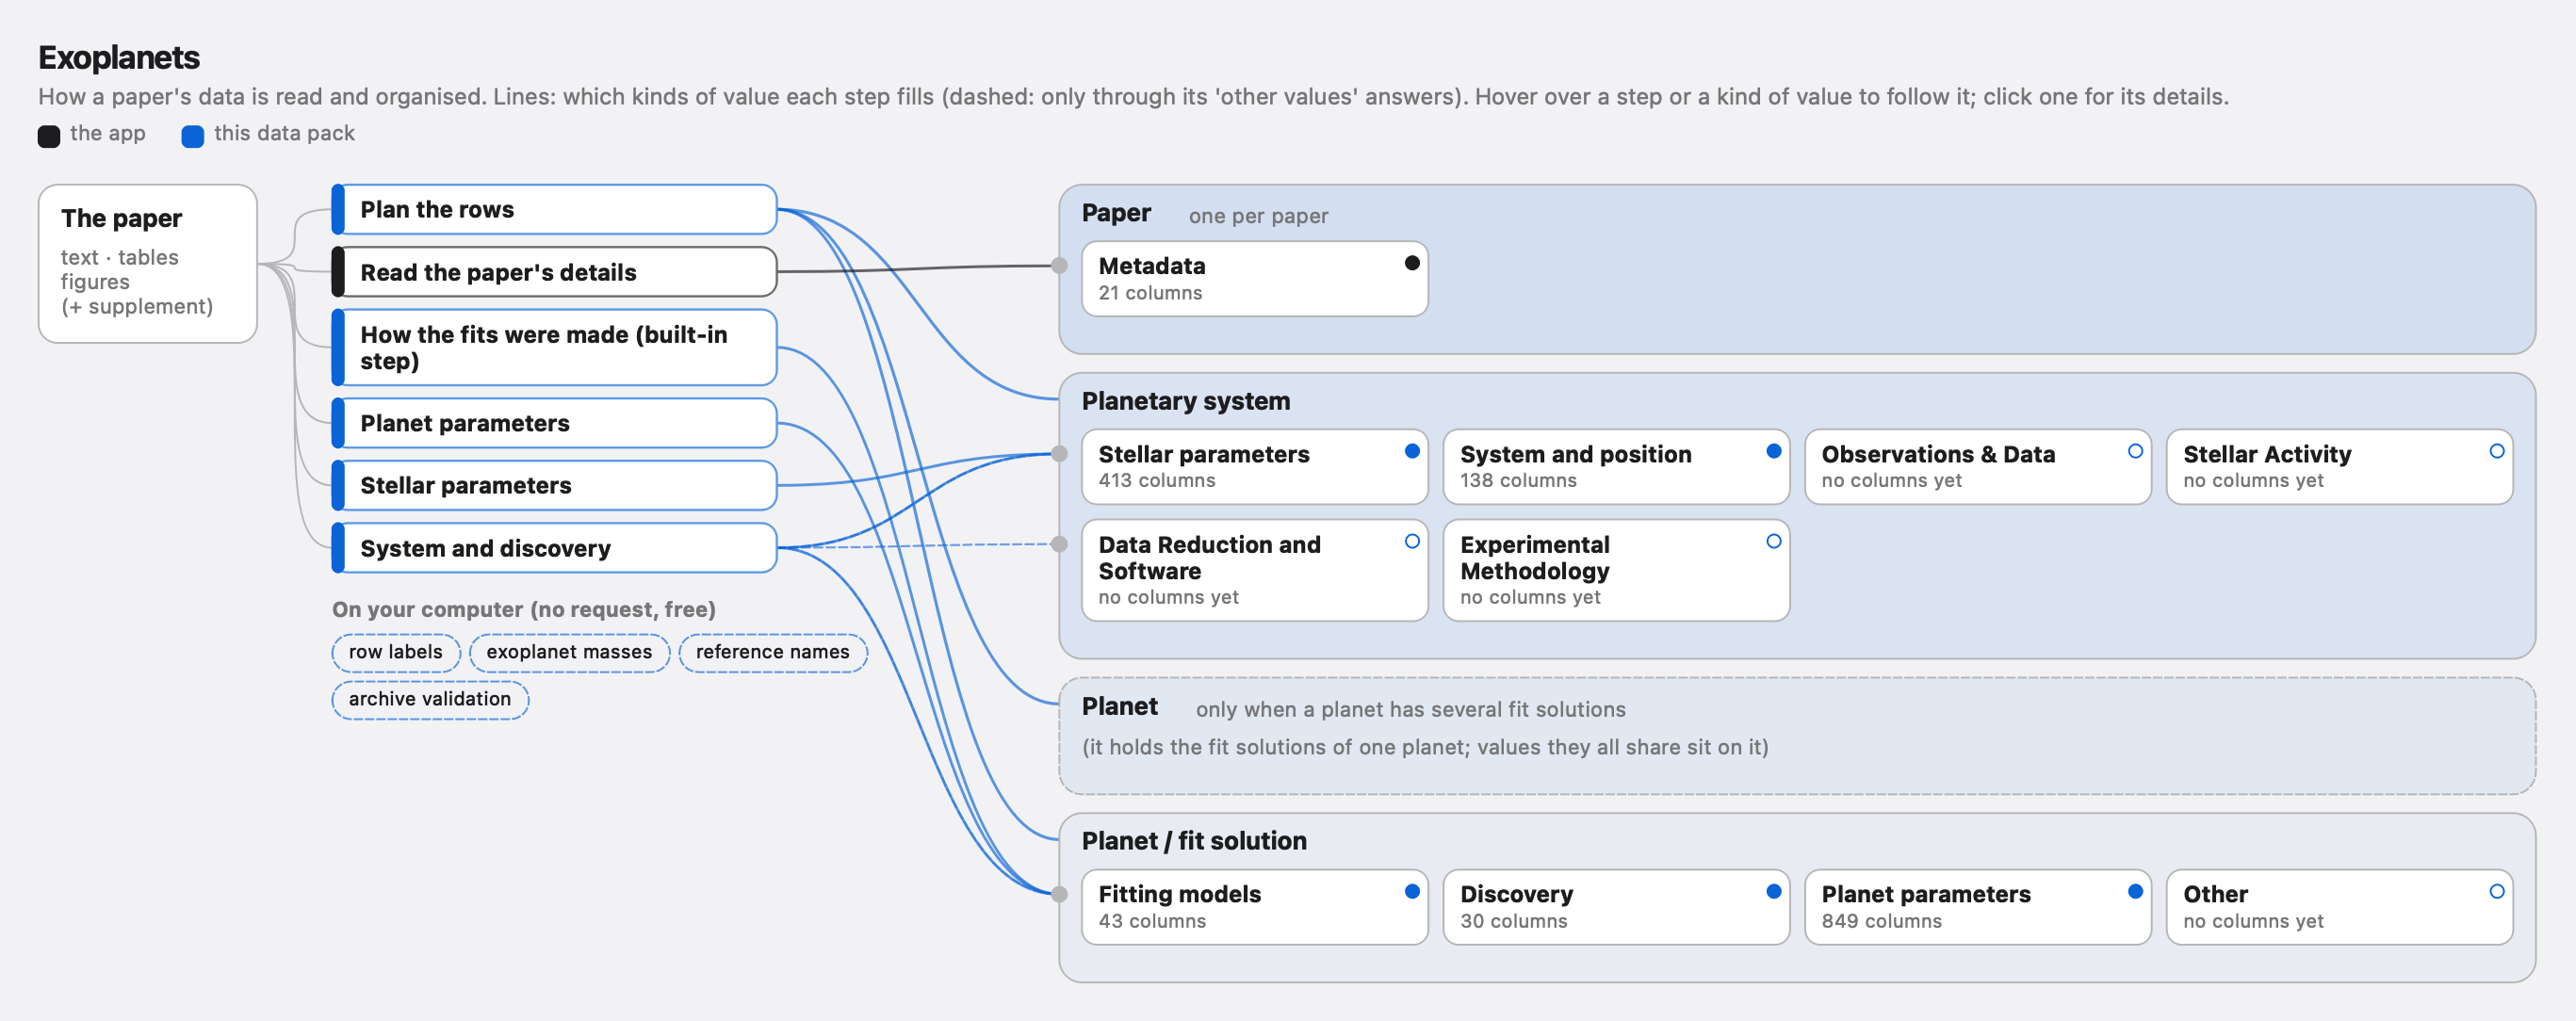 Exoplanets
How a paper's data is read and organised. Lines: which kinds of value each step fills (dashed: only through its 'other values' answers). Hover over a step or a kind of value to follow it; click one for its details.
the app
this data pack
The paper
text · tables
figures
(+ supplement)
Plan the rows
Read the paper's details
How the fits were made (built-in
step)
Planet parameters
Stellar parameters
System and discovery
On your computer (no request, free)
row labels
exoplanet masses
reference names
archive validation
Paper
one per paper
Metadata
21 columns
Planetary system
Stellar parameters
413 columns
System and position
138 columns
Observations & Data
no columns yet
Stellar Activity
no columns yet
Data Reduction and
Software
no columns yet
Experimental
Methodology
no columns yet
Planet
only when a planet has several fit solutions
(it holds the fit solutions of one planet; values they all share sit on it)
Planet / fit solution
Fitting models
43 columns
Discovery
30 columns
Planet parameters
849 columns
Other
no columns yet